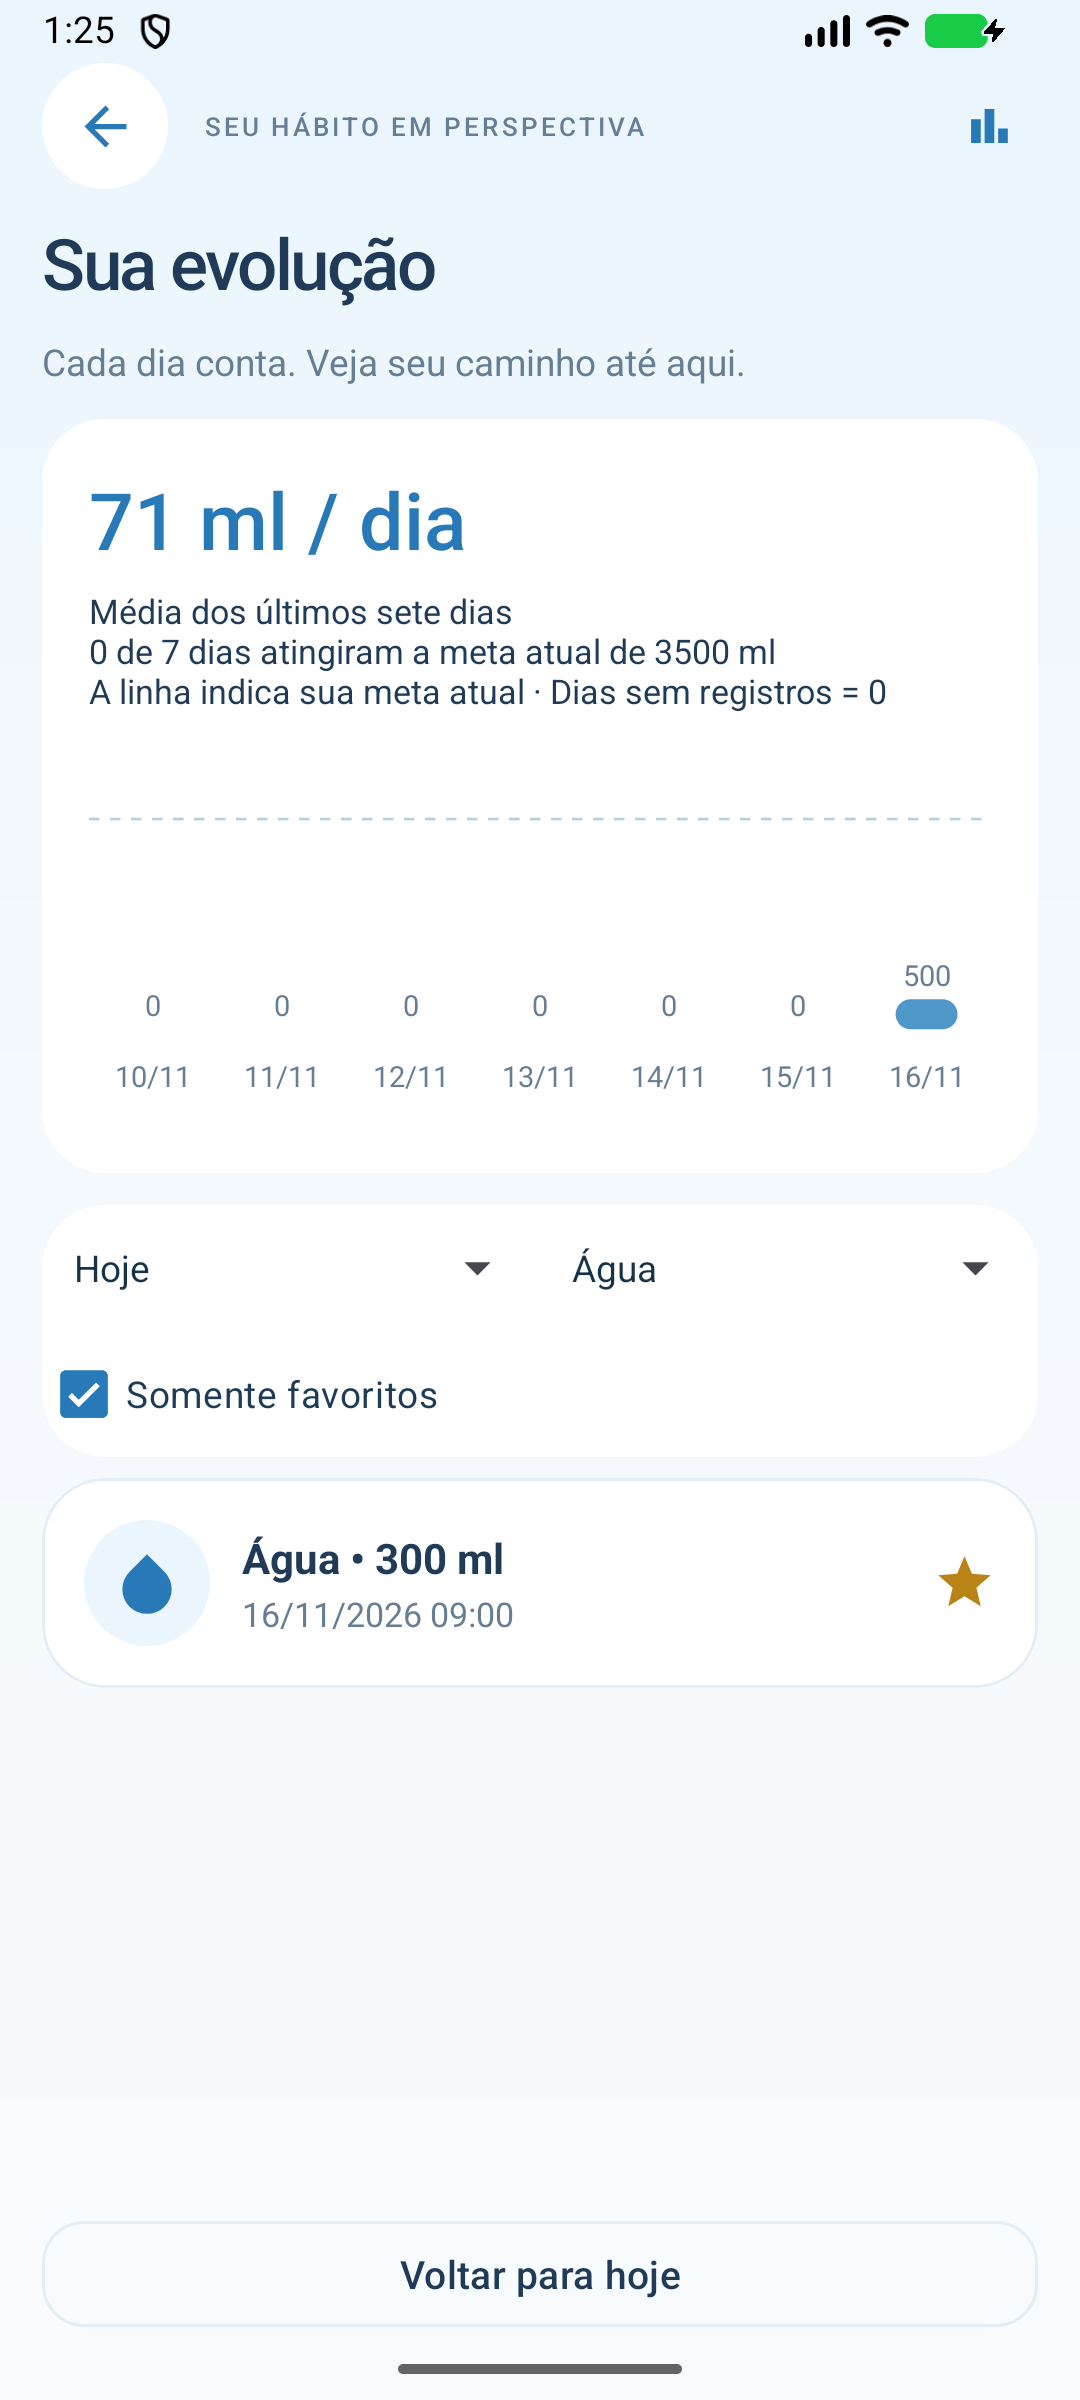 1:25
SEU HÁBITO EM PERSPECTIVA
Sua evolução
Cada dia conta. Veja seu caminho até aqui.
71 ml / dia
Média dos últimos sete dias
0 de 7 dias atingiram a meta atual de 3500 ml
A linha indica sua meta atual · Dias sem registros = 0
0 0 0 0 0 0 500
10/11 11/11 12/11 13/11 14/11 15/11 16/11
Hoje Água
Somente favoritos
Água • 300 ml
16/11/2026 09:00
Voltar para hoje